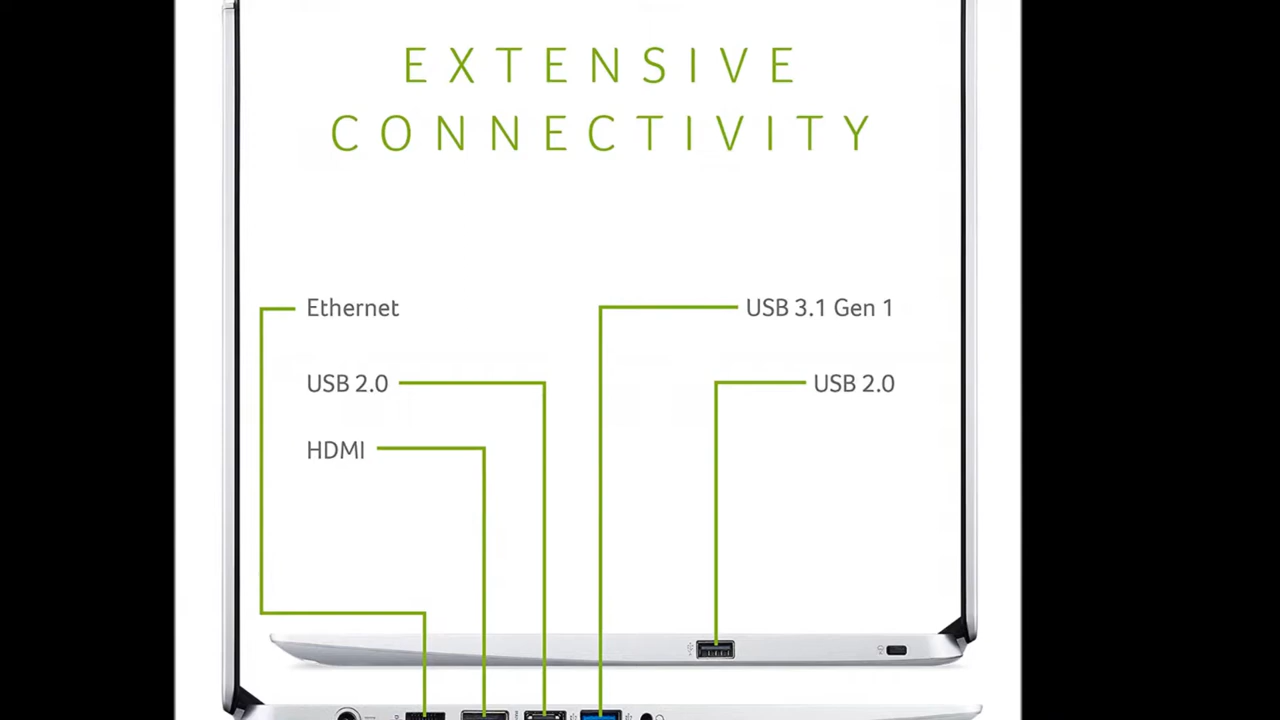 EXTENSIVE
CONNECTIVITY
Ethernet
USB 3.1 Gen 1
USB 2.0
USB 2.0
HDMI